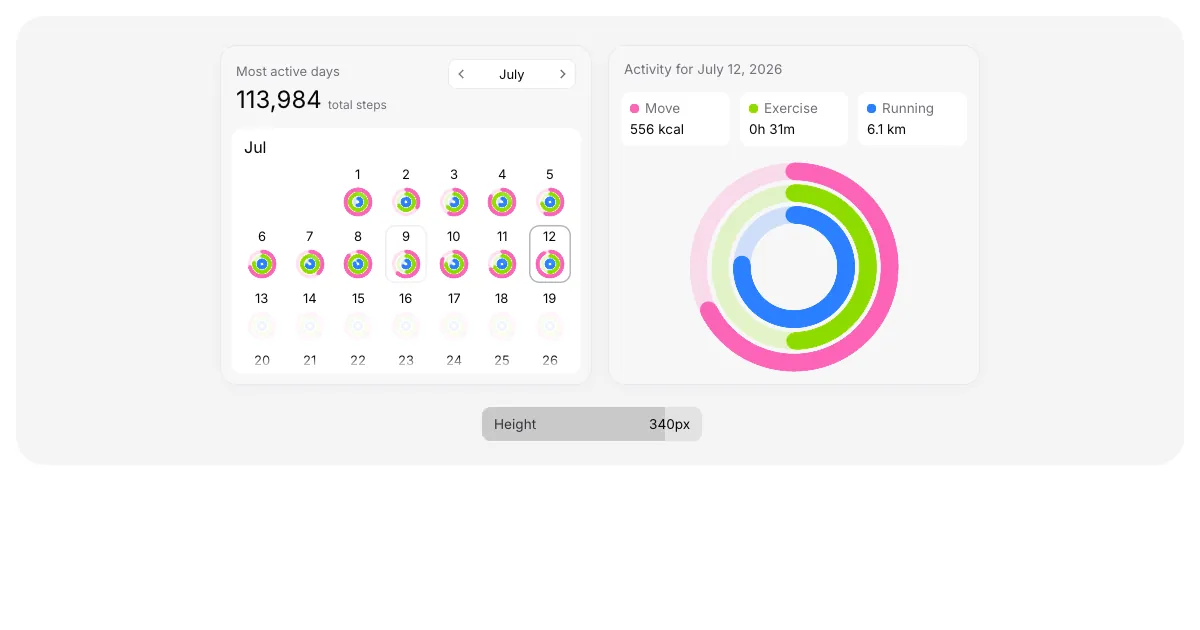 Most active days
113,984 total steps
July
Jul
1 2 3 4 5
6 7 8 9 10 11 12
13 14 15 16 17 18 19
20 21 22 23 24 25 26
Activity for July 12, 2026
Move Exercise Running
556 kcal 0h 31m 6.1 km
Height 340px